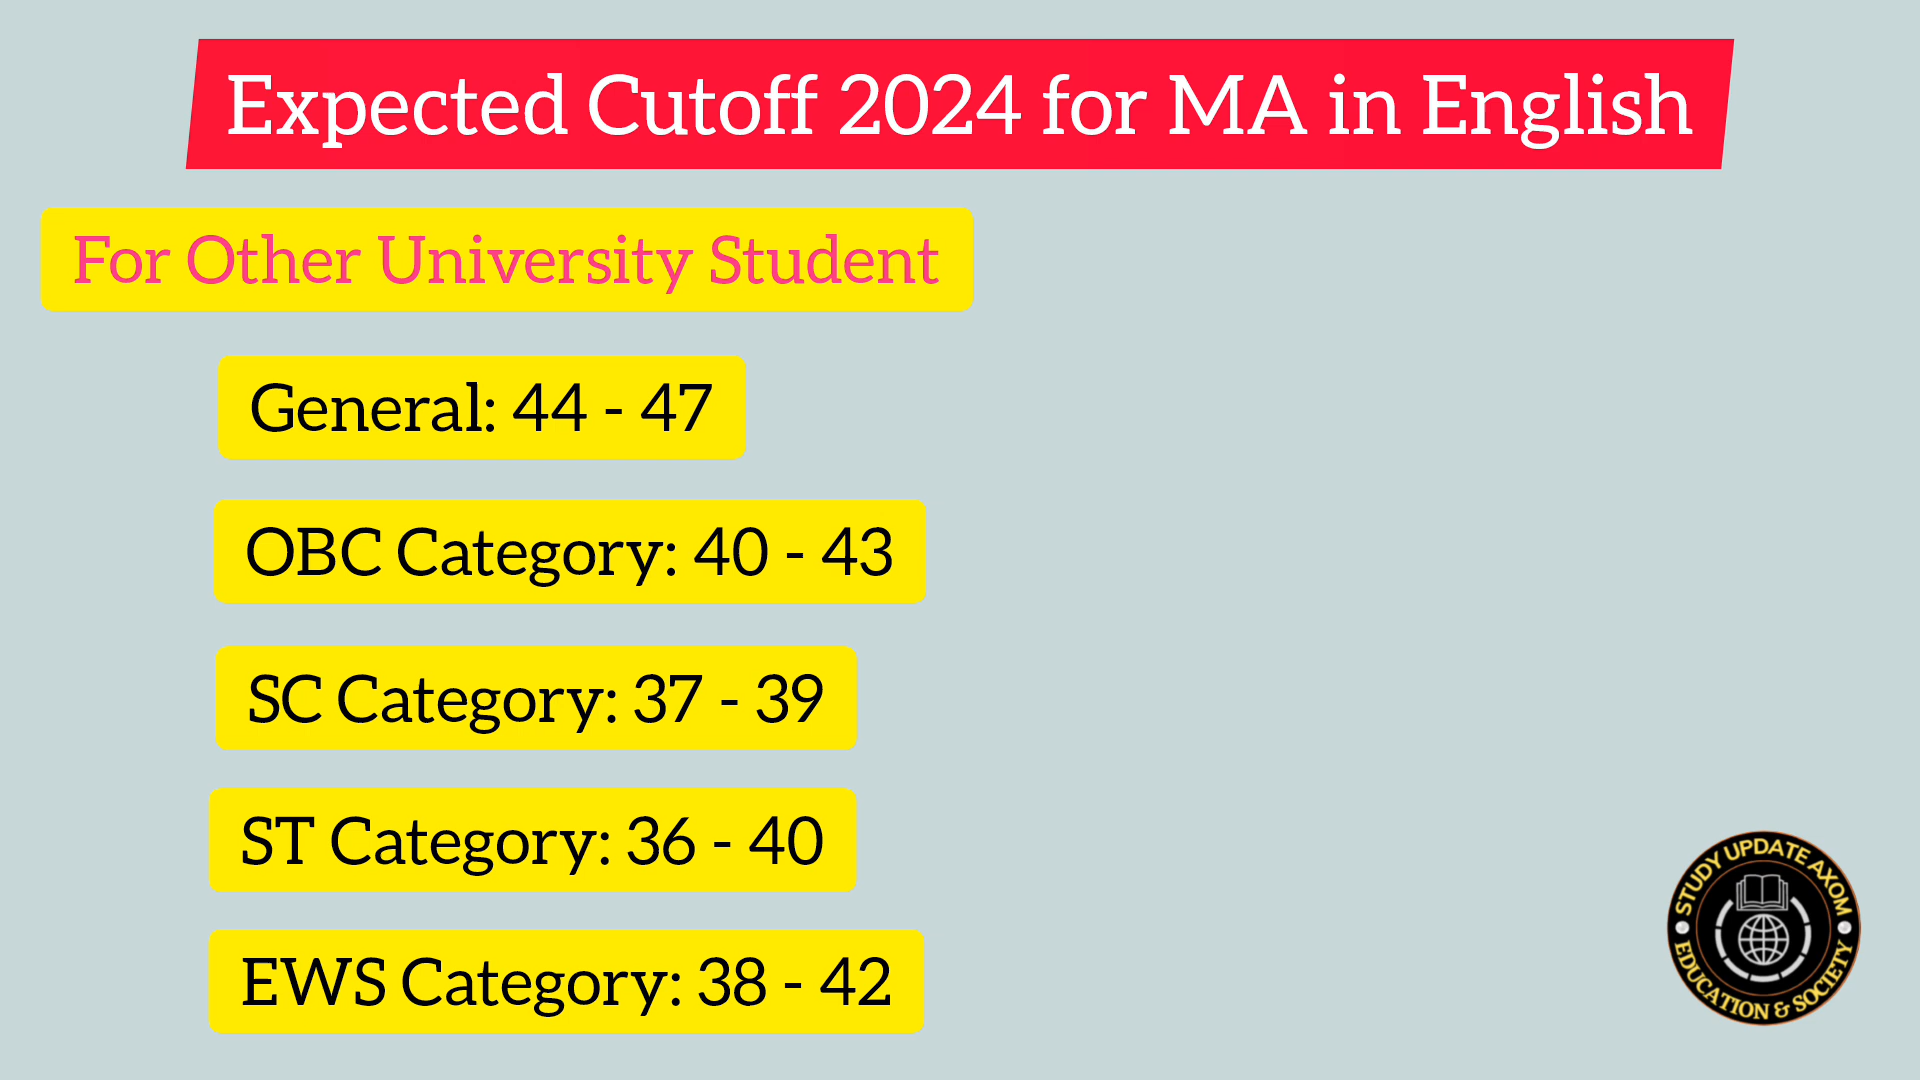 Expected Cutoff 2024 for MA in English
For Other University Student
General: 44 - 47
OBC Category: 40 - 43
SC Category: 37 - 39
ST Category: 36 - 40
EWS Category: 38 - 42
STUDY UPDATE AXOM
EDUCATION & SOCIETY